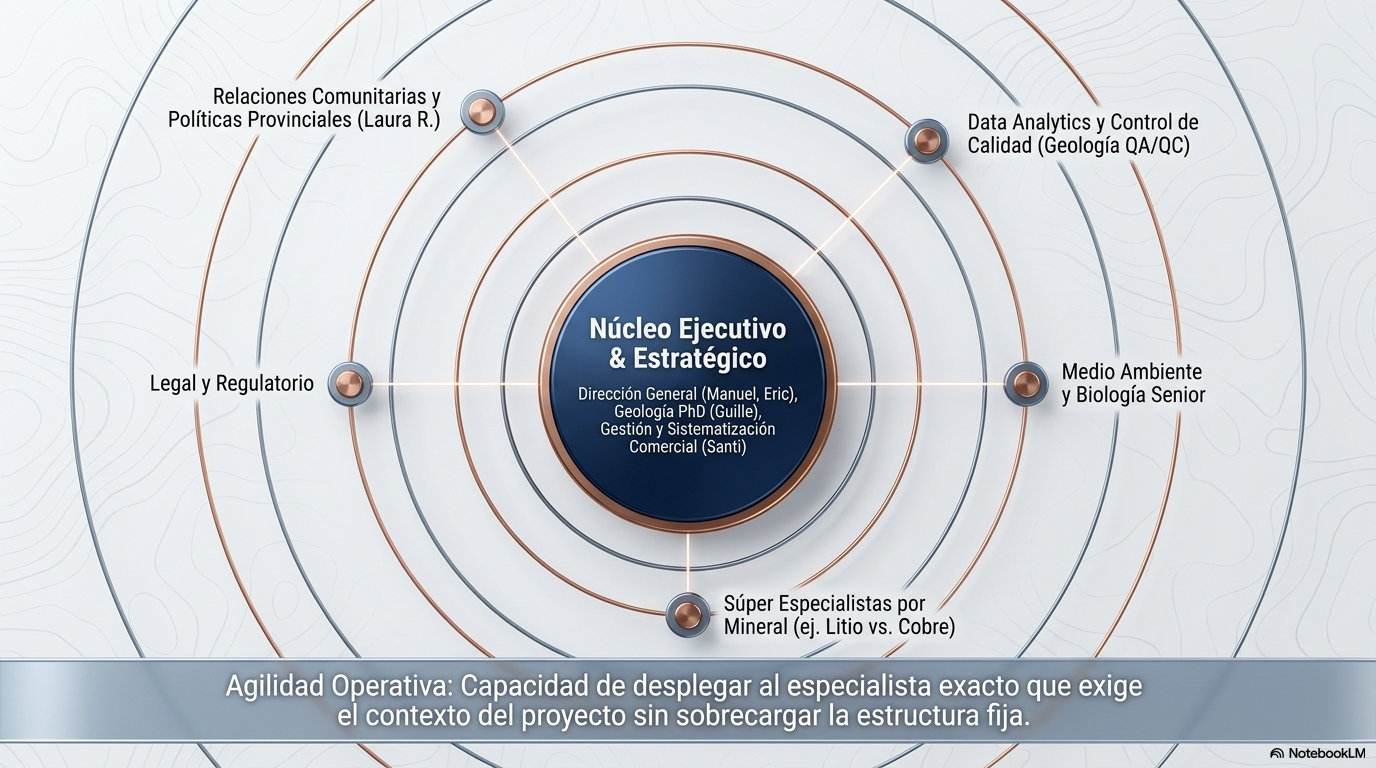 Relaciones Comunitarias y
Políticas Provinciales (Laura R.)
Data Analytics y Control de
Calidad (Geología QA/QC)
Núcleo Ejecutivo
& Estratégico
Dirección General (Manuel, Eric),
Geología PhD (Guille),
Gestión y Sistematización
Comercial (Santi)
Legal y Regulatorio
Medio Ambiente
y Biología Senior
Súper Especialistas por
Mineral (ej. Litio vs. Cobre)
Agilidad Operativa: Capacidad de desplegar al especialista exacto que exige
el contexto del proyecto sin sobrecargar la estructura fija.
NotebookLM